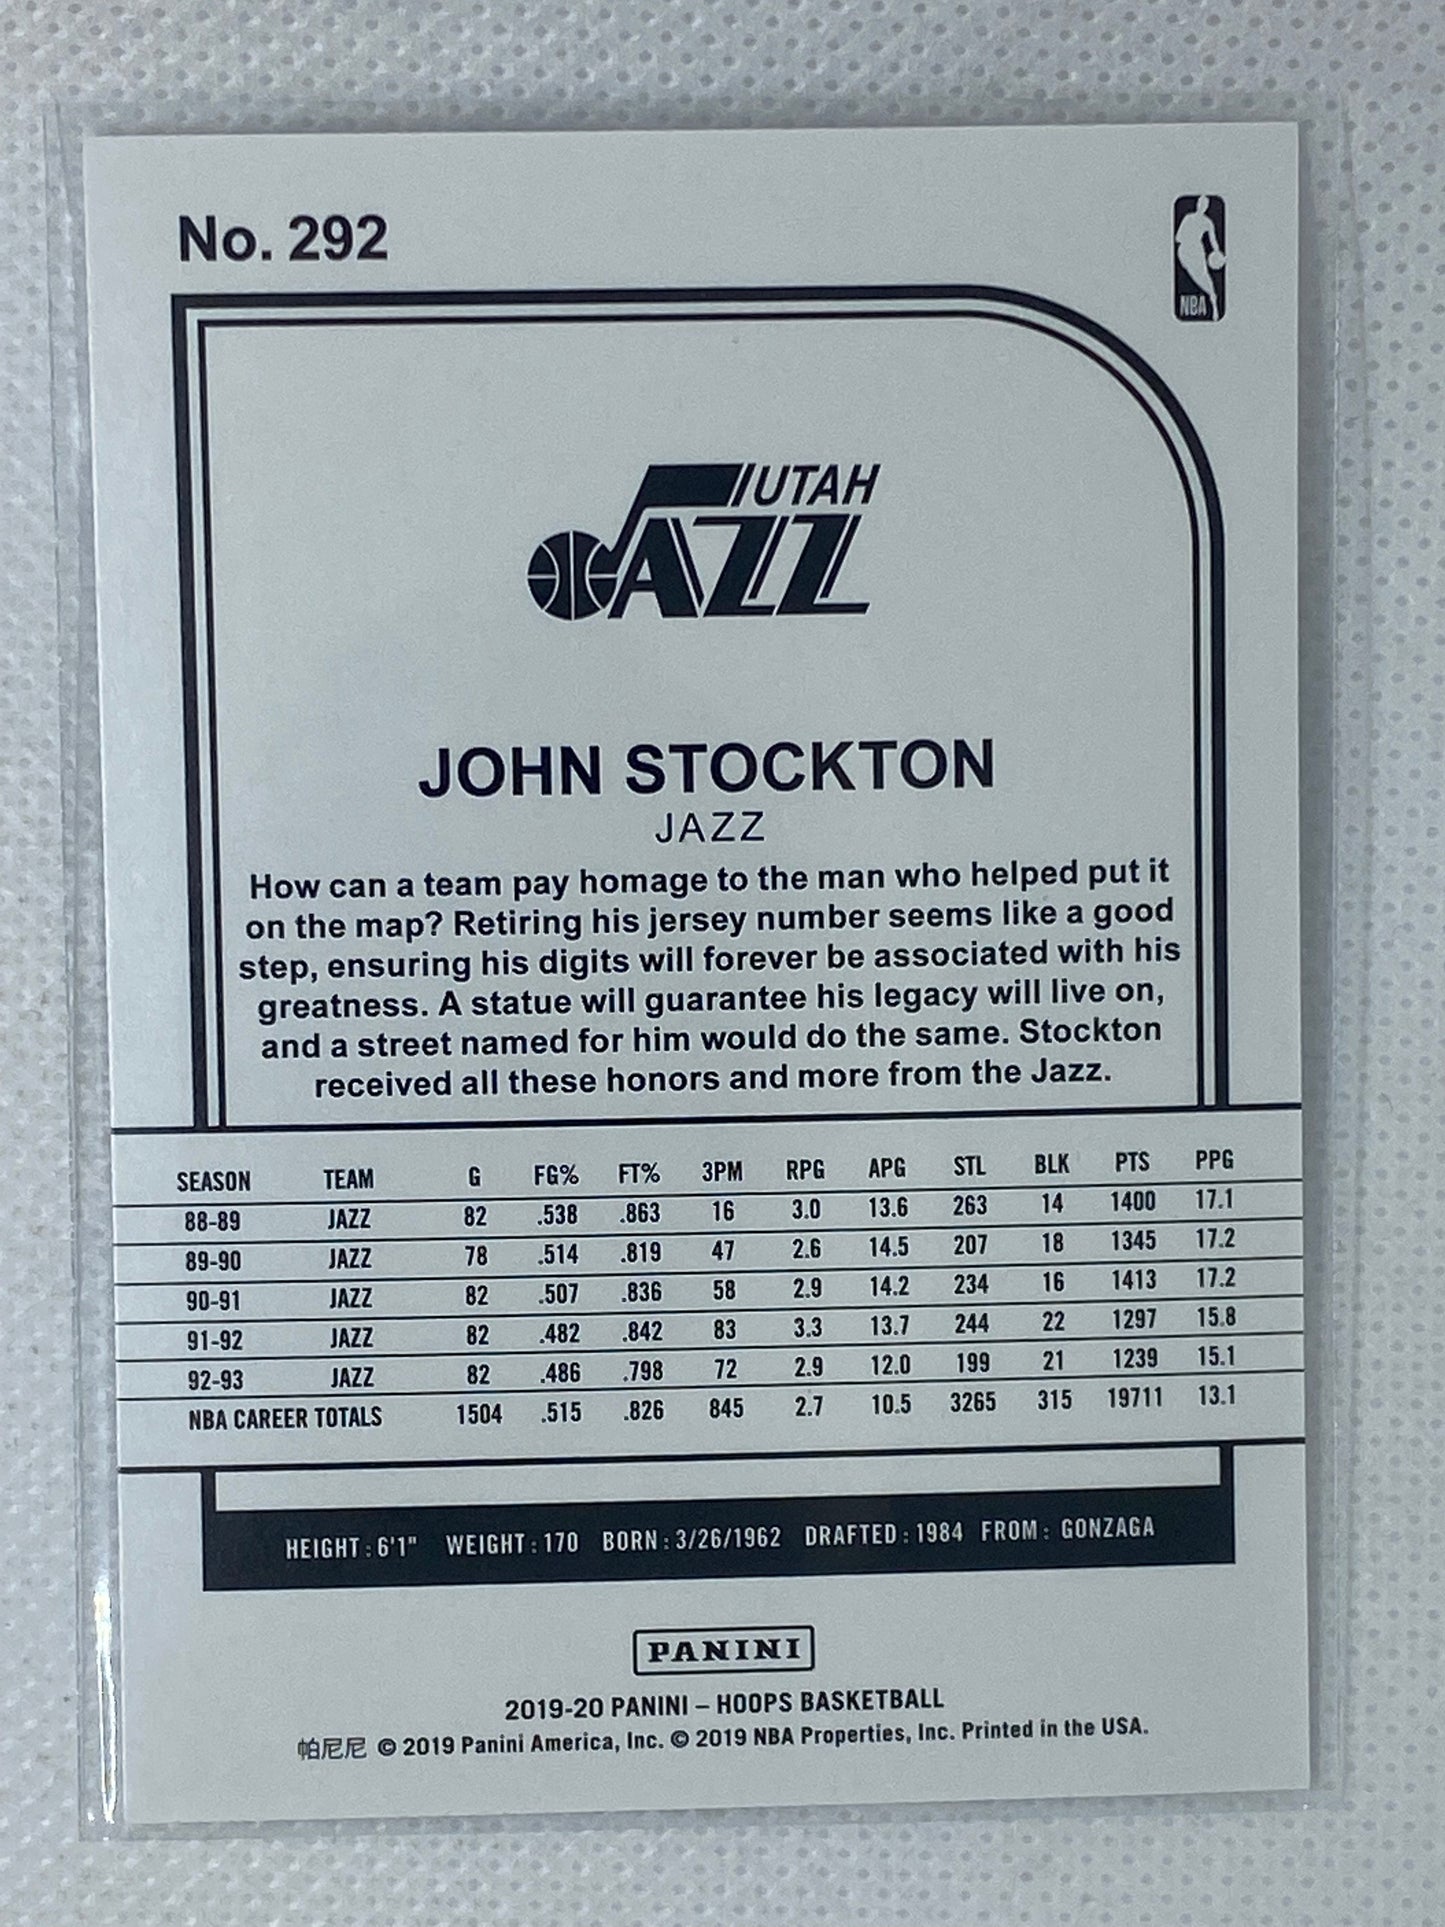 No. 292
NBA
UTAH
JAZZ
JOHN STOCKTON
JAZZ
How can a team pay homage to the man who helped put it
on the map? Retiring his jersey number seems like a good
step, ensuring his digits will forever be associated with his
greatness. A statue will guarantee his legacy will live on,
and a street named for him would do the same. Stockton
received all these honors and more from the Jazz.
SEASON TEAM G FG% FT% 3PM RPG APG STL BLK PTS PPG
88-89 JAZZ 82 .538 .863 16 3.0 13.6 263 14 1400 17.1
89-90 JAZZ 78 .514 .819 47 2.6 14.5 207 18 1345 17.2
90-91 JAZZ 82 .507 .836 58 2.9 14.2 234 16 1413 17.2
91-92 JAZZ 82 .482 .842 83 3.3 13.7 244 22 1297 15.8
92-93 JAZZ 82 .486 .798 72 2.9 12.0 199 21 1239 15.1
NBA CAREER TOTALS 1504 .515 .826 845 2.7 10.5 3265 315 19711 13.1
HEIGHT: 6'1" WEIGHT: 170 BORN: 3/26/1962 DRAFTED: 1984 FROM: GONZAGA
PANINI
2019-20 PANINI – HOOPS BASKETBALL
帕尼尼 © 2019 Panini America, Inc. © 2019 NBA Properties, Inc. Printed in the USA.